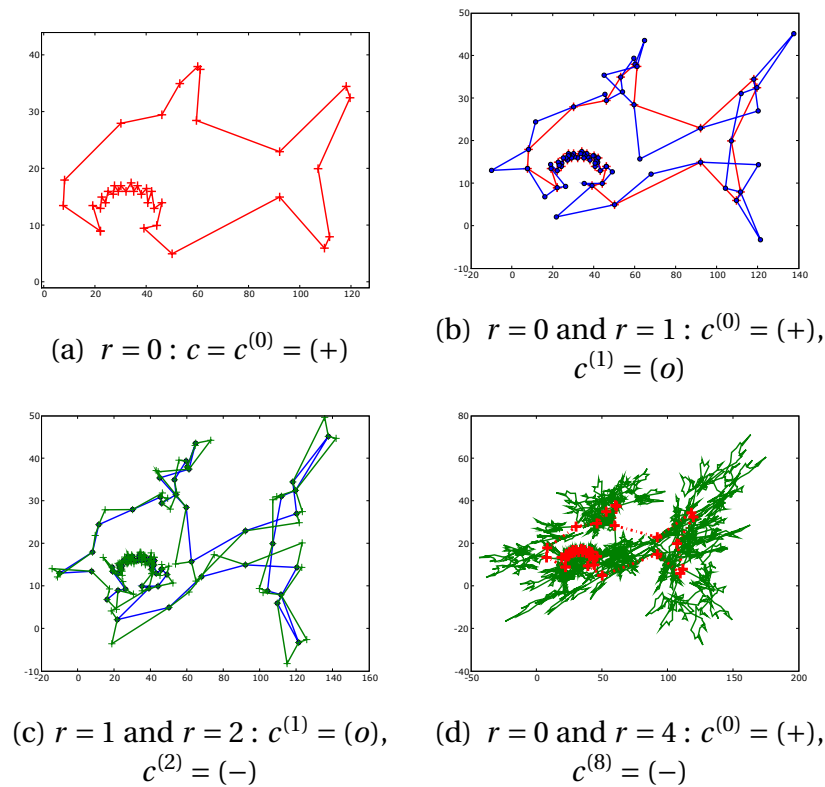 40
30
20
10
0
0 20 40 60 80 100 120
(a) r = 0 : c = c^(0) = (+)
50
40
30
20
10
0
-10
-20 0 20 40 60 80 100 120 140
(b) r = 0 and r = 1 : c^(0) = (+),
c^(1) = (o)
50
40
30
20
10
0
-10
-20 0 20 40 60 80 100 120 140 160
(c) r = 1 and r = 2 : c^(1) = (o),
c^(2) = (−)
80
60
40
20
0
-20
-40
-50 0 50 100 150 200
(d) r = 0 and r = 4 : c^(0) = (+),
c^(8) = (−)